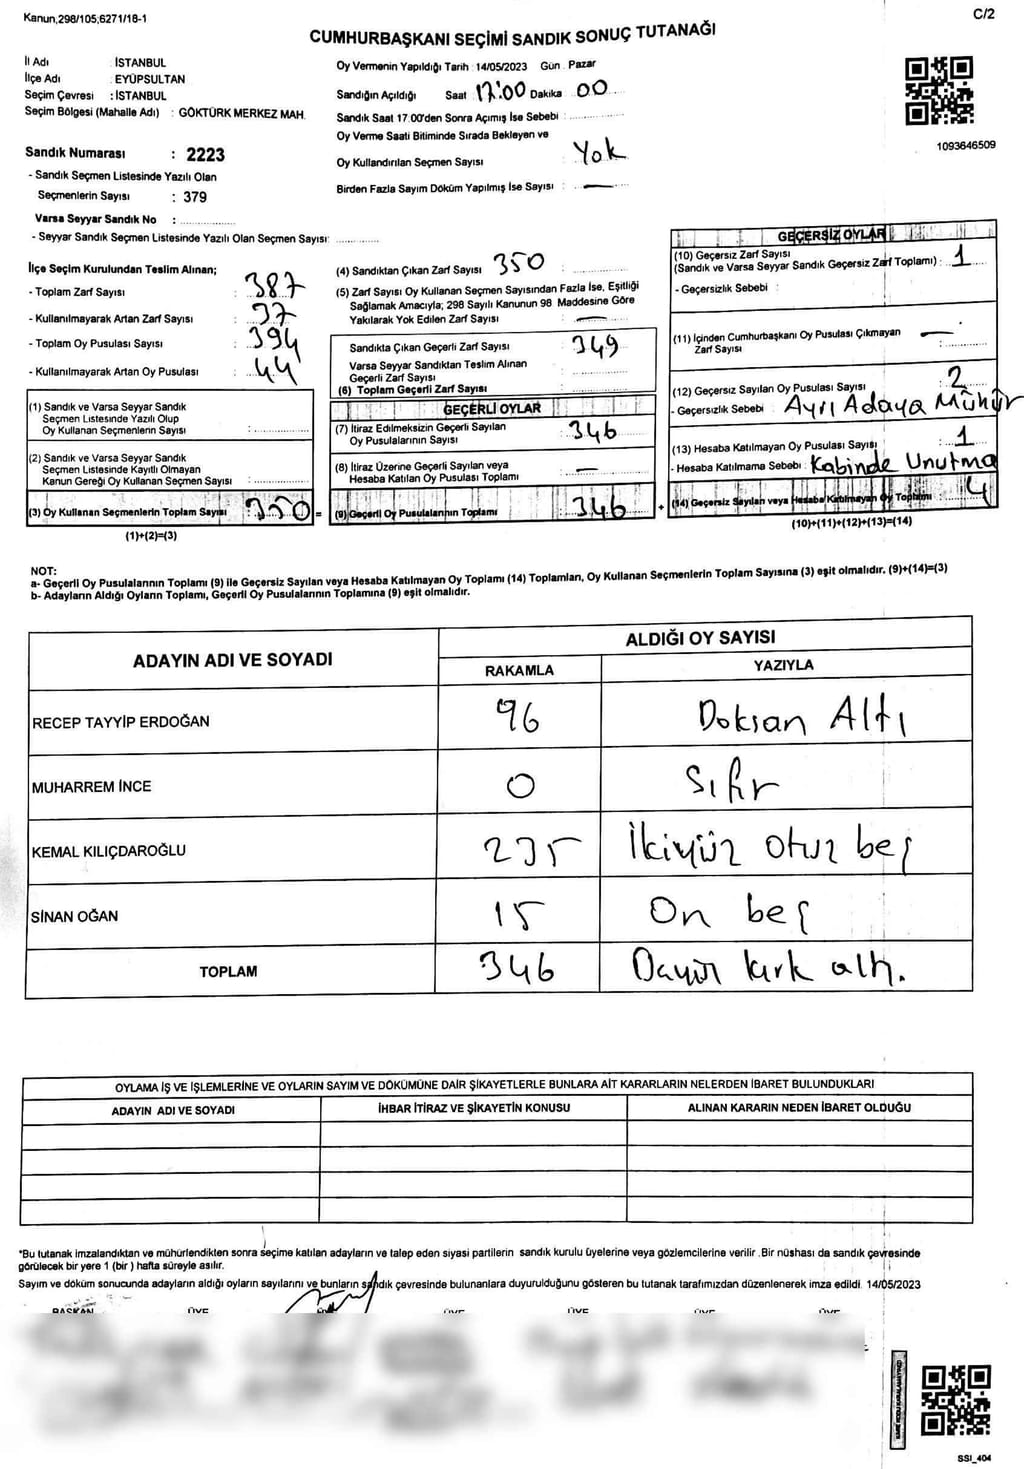 Kanun,298/105;6271/18-1
C/2
CUMHURBAŞKANI SEÇİMİ SANDIK SONUÇ TUTANAĞI
İl Adı : İSTANBUL
İlçe Adı : EYÜPSULTAN
Seçim Çevresi : İSTANBUL
Seçim Bölgesi (Mahalle Adı) : GÖKTÜRK MERKEZ MAH.
Oy Vermenin Yapıldığı Tarih : 14/05/2023 Gün : Pazar
Sandığın Açıldığı Saat 17:00 Dakika 00
Sandık Saat 17.00'den Sonra Açımış İse Sebebi :
Oy Verme Saati Bitiminde Sırada Bekleyen ve
Oy Kullandırılan Seçmen Sayısı : Yok
Birden Fazla Sayım Döküm Yapılmış İse Sayısı : —
1093646509
Sandık Numarası : 2223
- Sandık Seçmen Listesinde Yazılı Olan
Seçmenlerin Sayısı : 379
Varsa Seyyar Sandık No :
- Seyyar Sandık Seçmen Listesinde Yazılı Olan Seçmen Sayısı:
İlçe Seçim Kurulundan Teslim Alınan;
- Toplam Zarf Sayısı : 387
- Kullanılmayarak Artan Zarf Sayısı : 37
- Toplam Oy Pusulası Sayısı : 394
- Kullanılmayarak Artan Oy Pusulası : 44
(1) Sandık ve Varsa Seyyar Sandık
Seçmen Listesinde Yazılı Olup
Oy Kullanan Seçmenlerin Sayısı :
(2) Sandık ve Varsa Seyyar Sandık
Seçmen Listesinde Kayıtlı Olmayan
Kanun Gereği Oy Kullanan Seçmen Sayısı :
(3) Oy Kullanan Seçmenlerin Toplam Sayısı : 350 =
(1)+(2)=(3)
(4) Sandıktan Çıkan Zarf Sayısı 350 :
(5) Zarf Sayısı Oy Kullanan Seçmen Sayısından Fazla İse, Eşitliği
Sağlamak Amacıyla; 298 Sayılı Kanunun 98 Maddesine Göre
Yakılarak Yok Edilen Zarf Sayısı : —
Sandıkta Çıkan Geçerli Zarf Sayısı : 349
Varsa Seyyar Sandıktan Teslim Alınan
Geçerli Zarf Sayısı :
(6) Toplam Geçerli Zarf Sayısı
GEÇERLİ OYLAR
(7) İtiraz Edilmeksizin Geçerli Sayılan
Oy Pusulalarının Sayısı : 346
(8) İtiraz Üzerine Geçerli Sayılan veya
Hesaba Katılan Oy Pusulası Toplamı : —
(9) Geçerli Oy Pusulalarının Toplamı : 346 +
GEÇERSİZ OYLAR
(10) Geçersiz Zarf Sayısı
(Sandık ve Varsa Seyyar Sandık Geçersiz Zarf Toplamı) : 1
- Geçersizlik Sebebi :
(11) İçinden Cumhurbaşkanı Oy Pusulası Çıkmayan
Zarf Sayısı : —
(12) Geçersiz Sayılan Oy Pusulası Sayısı : 2
- Geçersizlik Sebebi : Ayrı Adaya Mühür
(13) Hesaba Katılmayan Oy Pusulası Sayısı : 1
- Hesaba Katılmama Sebebi : Kabinde Unutma
(14) Geçersiz Sayılan veya Hesaba Katılmayan Oy Toplamı : 4
(10)+(11)+(12)+(13)=(14)
NOT:
a- Geçerli Oy Pusulalarının Toplamı (9) ile Geçersiz Sayılan veya Hesaba Katılmayan Oy Toplamı (14) Toplamları, Oy Kullanan Seçmenlerin Toplam Sayısına (3) eşit olmalıdır. (9)+(14)=(3)
b- Adayların Aldığı Oyların Toplamı, Geçerli Oy Pusulalarının Toplamına (9) eşit olmalıdır.
ADAYIN ADI VE SOYADI
ALDIĞI OY SAYISI
RAKAMLA YAZIYLA
RECEP TAYYİP ERDOĞAN 96 Doksan Altı
MUHARREM İNCE 0 Sıfır
KEMAL KILIÇDAROĞLU 235 İkiyüz otuz beş
SİNAN OĞAN 15 On beş
TOPLAM 346 kırk altı.
OYLAMA İŞ VE İŞLEMLERİNE VE OYLARIN SAYIM VE DÖKÜMÜNE DAİR ŞİKAYETLERLE BUNLARA AİT KARARLARIN NELERDEN İBARET BULUNDUKLARI
ADAYIN ADI VE SOYADI İHBAR İTİRAZ VE ŞİKAYETİN KONUSU ALINAN KARARIN NEDEN İBARET OLDUĞU
*Bu tutanak imzalandıktan ve mühürlendikten sonra seçime katılan adayların ve talep eden siyasi partilerin sandık kurulu üyelerine veya gözlemcilerine verilir .Bir nüshası da sandık çevresinde
görülecek bir yere 1 (bir ) hafta süreyle asılır.
Sayım ve döküm sonucunda adayların aldığı oyların sayılarını ve bunların sandık çevresinde bulunanlara duyurulduğunu gösteren bu tutanak tarafımızdan düzenlenerek imza edildi. 14/05/2023
BAŞKAN ÜYE ÜYE ÜYE ÜYE ÜYE ÜYE
SSI_404